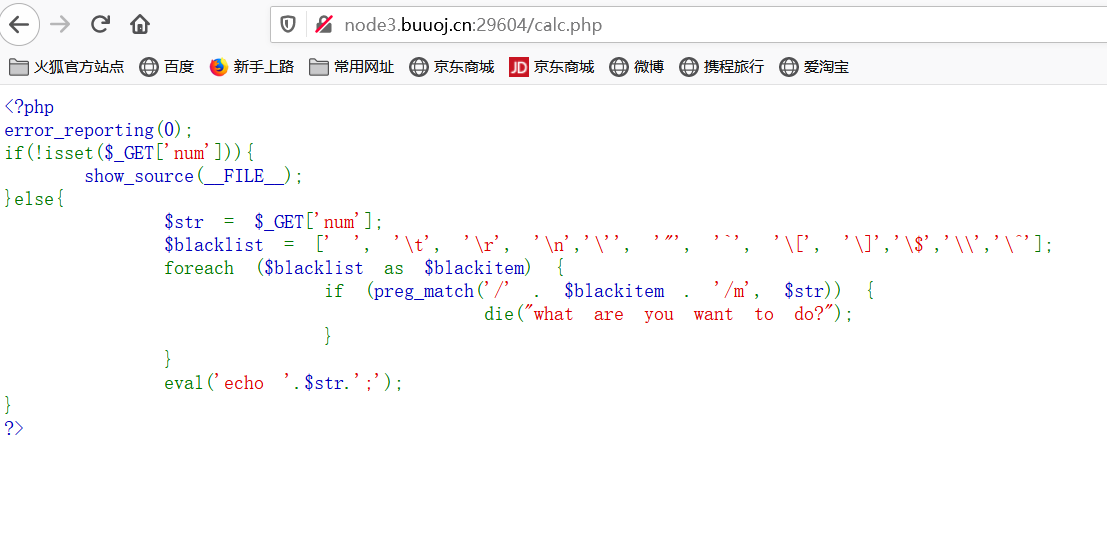 node3.buuoj.cn:29604/calc.php
火狐官方站点 百度 新手上路 常用网址 京东商城 JD 京东商城 微博 携程旅行 爱淘宝
<?php
error_reporting(0);
if(!isset($_GET['num'])){
        show_source(__FILE__);
}else{
                $str = $_GET['num'];
                $blacklist = [' ', '\t', '\r', '\n','\'', '"', '`', '\[', '\]','\$','\\','\^'];
                foreach ($blacklist as $blackitem) {
                                if (preg_match('/' . $blackitem . '/m', $str)) {
                                                die("what are you want to do?");
                                }
                }
                eval('echo '.$str.';');
}
?>